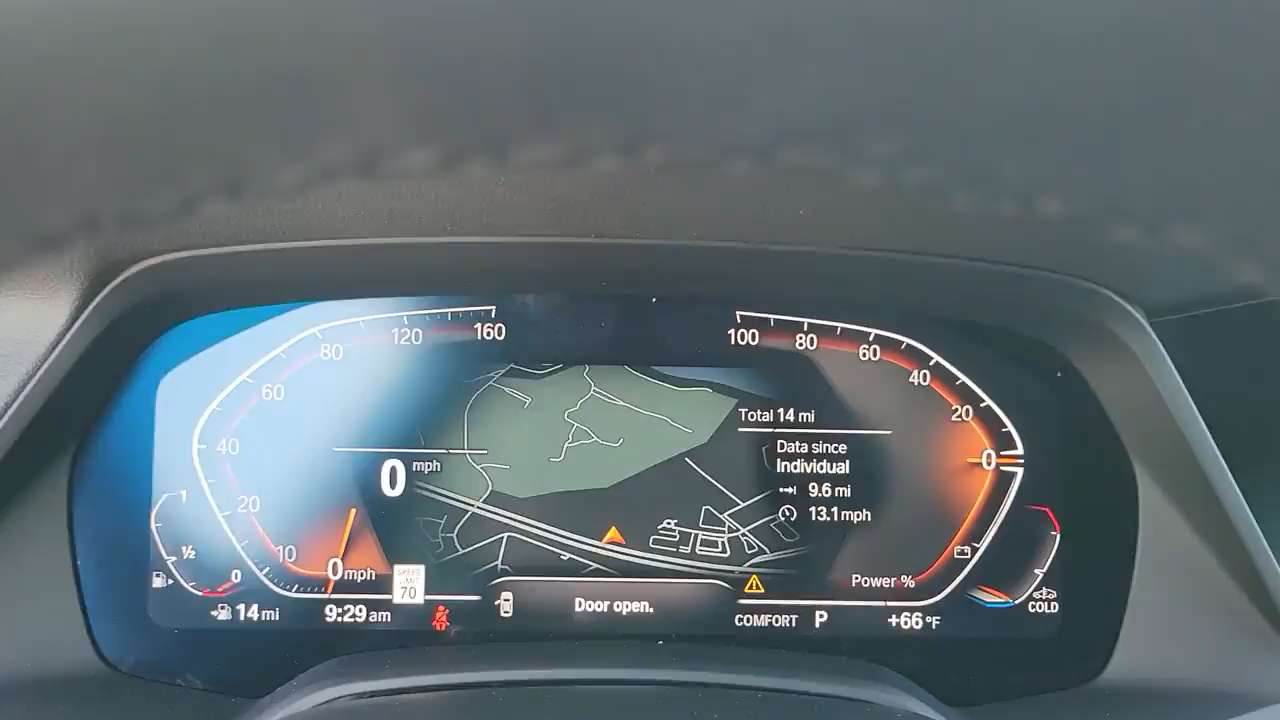 160
120
80
60
40
20
10
0 mph
1
½
0
14 mi
9:29 am
0 mph
SPEED
LIMIT
70
Door open.
100
80
60
40
20
0
Total 14 mi
Data since
Individual
9.6 mi
13.1 mph
Power %
COMFORT P
+66 °F
COLD